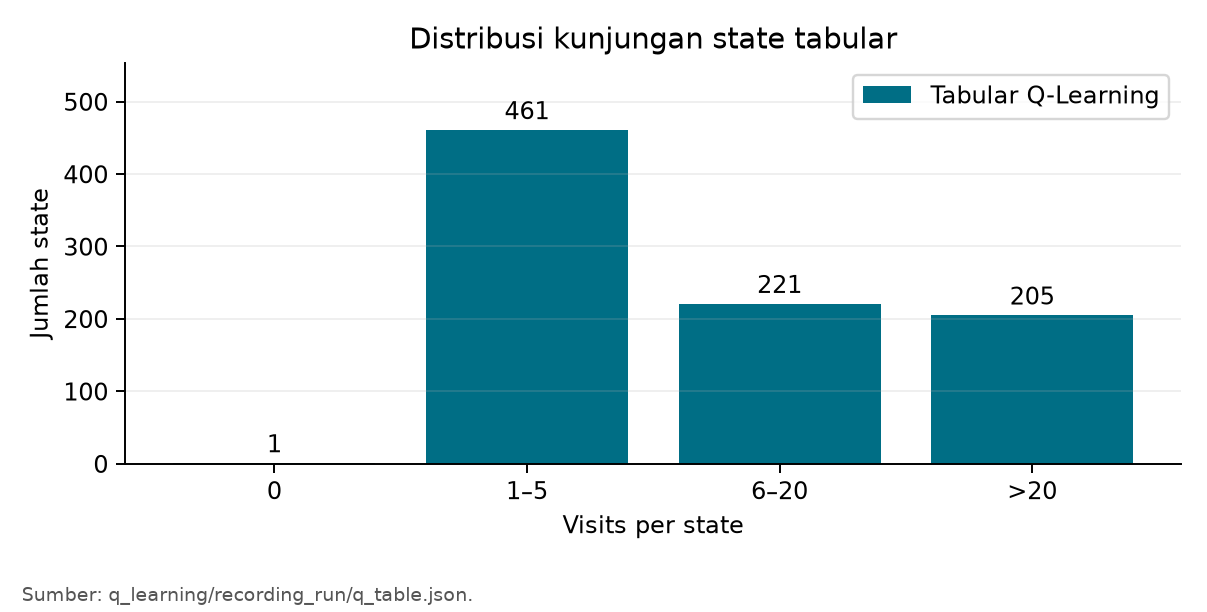 Distribusi kunjungan state tabular
Tabular Q-Learning
Jumlah state
500
400
300
200
100
0
1
461
221
205
0
1–5
6–20
>20
Visits per state
Sumber: q_learning/recording_run/q_table.json.